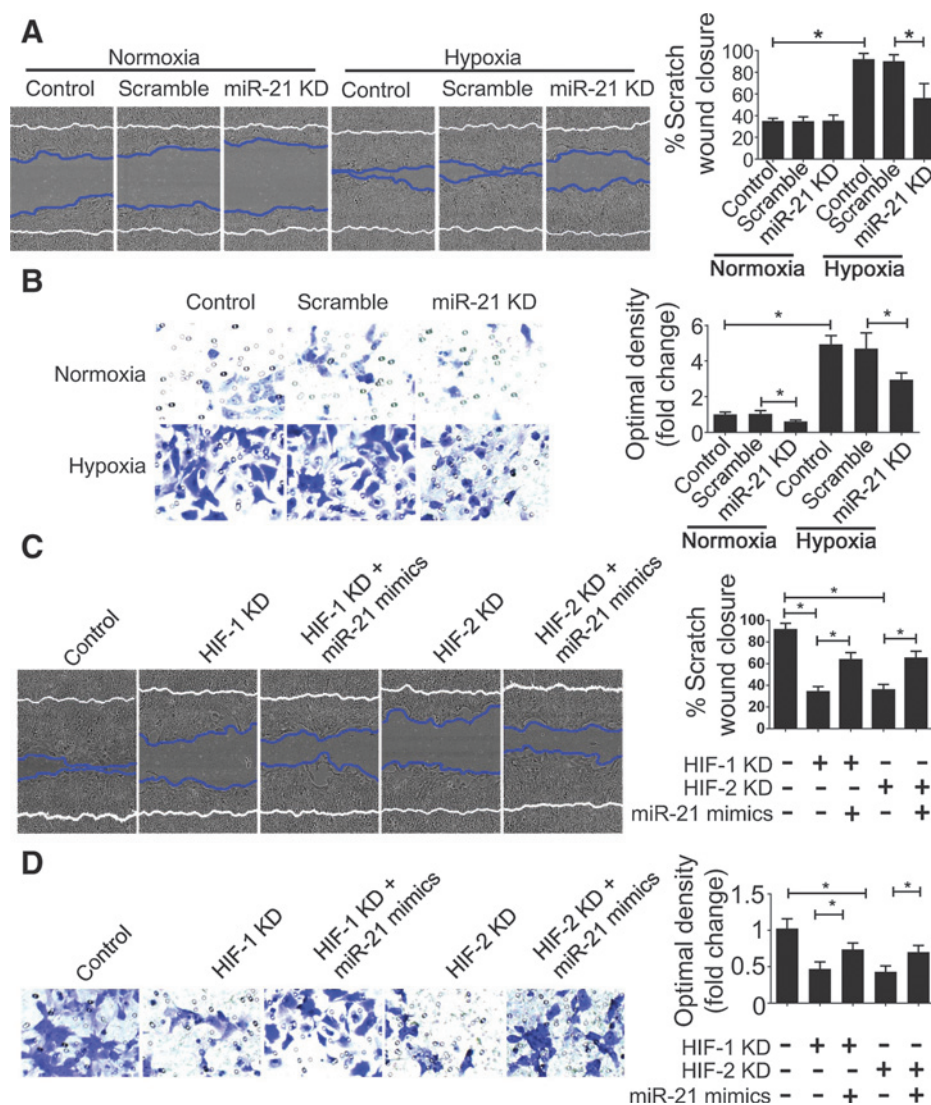 A
Normoxia
Hypoxia
Control Scramble miR-21 KD Control Scramble miR-21 KD
% Scratch
wound closure
100
80
60
80
40
20
0
*
*
Control
Scramble
miR-21 KD
Control
Scramble
miR-21 KD
Normoxia Hypoxia
B
Control Scramble miR-21 KD
Normoxia
Hypoxia
Optimal density
(fold change)
6
4
2
0
*
*
*
Control
Scramble
miR-21 KD
Control
Scramble
miR-21 KD
Normoxia Hypoxia
C
Control
HIF-1 KD
HIF-1 KD +
miR-21 mimics
HIF-2 KD
HIF-2 KD +
miR-21 mimics
% Scratch
wound closure
100
80
60
80
40
20
0
*
*
*
*
HIF-1 KD - + + - -
HIF-2 KD - - - + +
miR-21 mimics - - + - +
D
Control
HIF-1 KD
HIF-1 KD +
miR-21 mimics
HIF-2 KD
HIF-2 KD +
miR-21 mimics
Optimal density
(fold change)
1.5
1
0.5
0
*
*
*
HIF-1 KD - + + - -
HIF-2 KD - - - + +
miR-21 mimics - - + - +